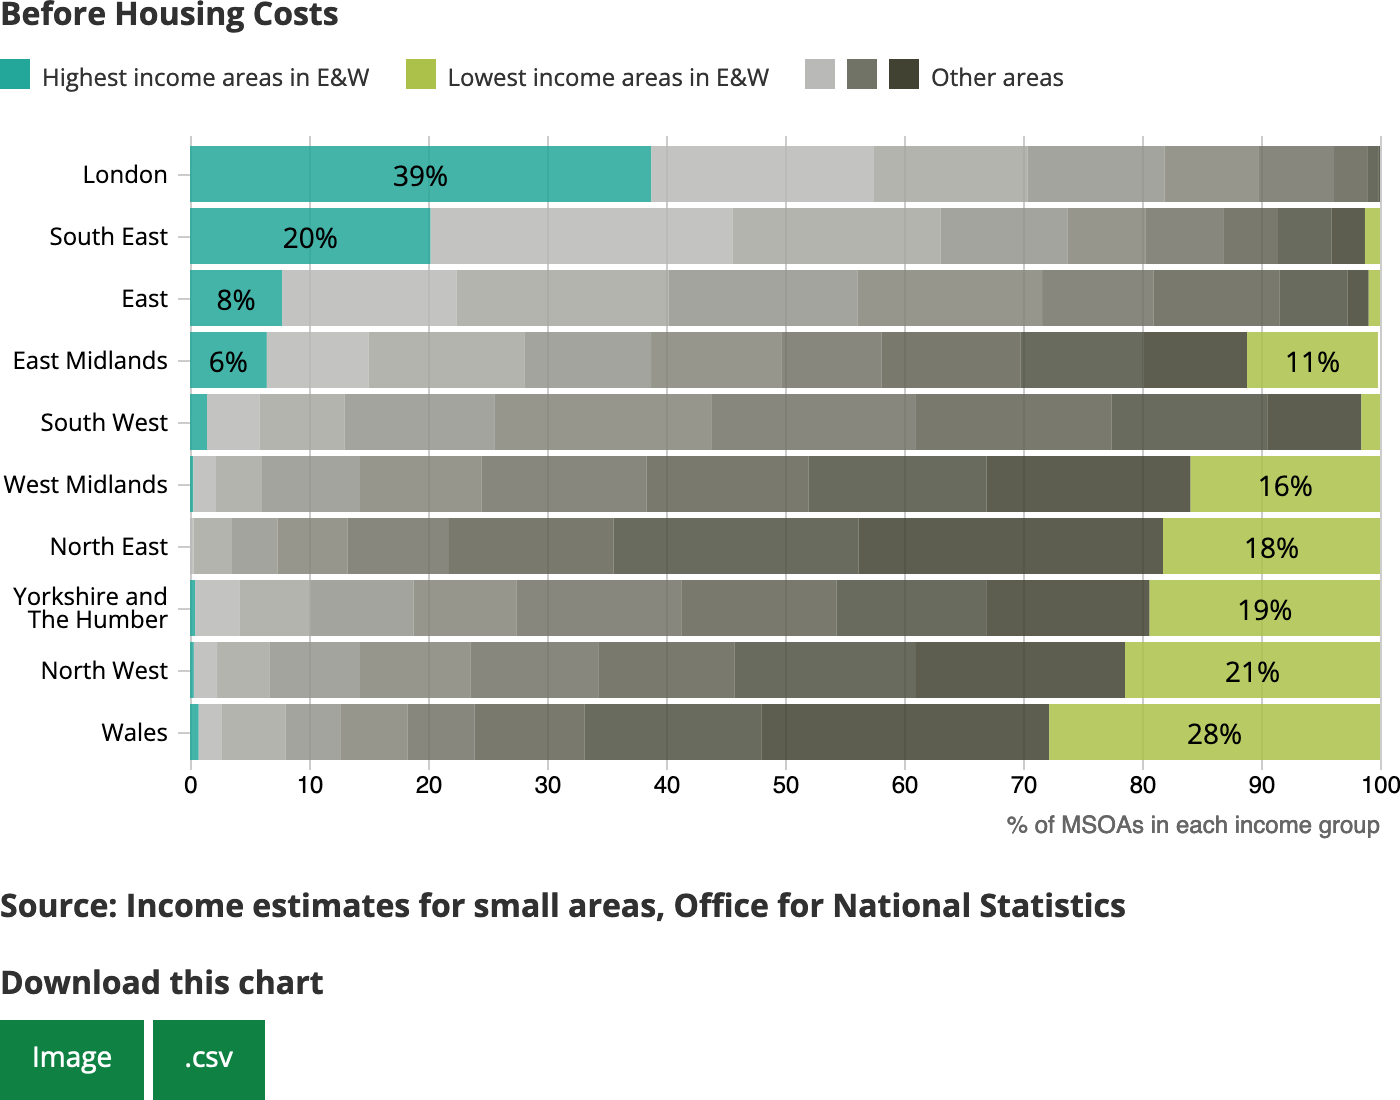 Before Housing Costs
Highest income areas in E&W Lowest income areas in E&W Other areas
London 39%
South East 20%
East 8%
East Midlands 6% 11%
South West
West Midlands 16%
North East 18%
Yorkshire and
The Humber 19%
North West 21%
Wales 28%
0 10 20 30 40 50 60 70 80 90 100
% of MSOAs in each income group
Source: Income estimates for small areas, Office for National Statistics
Download this chart
Image .csv